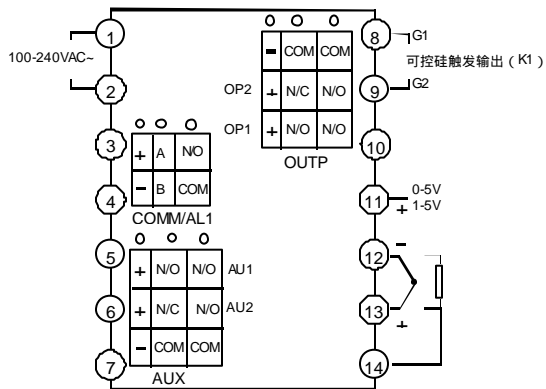 1
100-240VAC~
2
3
4
5
6
7
+ A N/O
− B COM
COMM/AL1
+ N/O N/O AU1
+ N/C N/O AU2
− COM COM
AUX
− COM COM
OP2 + N/C N/O
OP1 + N/O N/O
OUTP
8 G1
可控硅触发输出(K1)
9 G2
10
11 0-5V
+ 1-5V
12 −
13
+
14